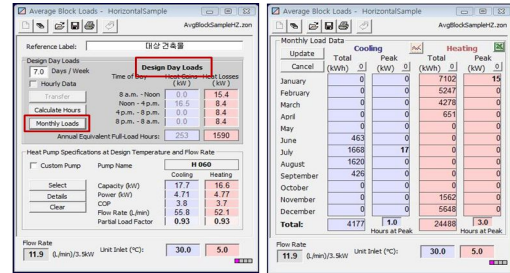 Average Block Loads - HorizontalSample
AvgBlockSampleHZ.zon
Reference Label: 대상 건축물
Design Day Loads
7.0 Days / Week
Hourly Data
Transfer
Calculate Hours
Monthly Loads
Design Day Loads
Time of Day Heat Gains Heat Losses
(kW) (kW)
8 a.m. - Noon 0.0 15.4
Noon - 4 p.m. 16.5 8.4
4 p.m. - 8 p.m. 0.0 8.4
8 p.m. - 8 a.m. 0.0 8.4
Annual Equivalent Full-Load Hours: 253 1590
Heat Pump Specifications at Design Temperature and Flow Rate
Custom Pump Pump Name H 060
Cooling Heating
Select
Details
Clear
Capacity (kW) 17.7 16.6
Power (kW) 4.71 4.77
COP 3.8 3.7
Flow Rate (L/min) 55.8 52.1
Partial Load Factor 0.93 0.93
Flow Rate
11.9 (L/min)/3.5kW Unit Inlet (°C): 30.0 5.0
Average Block Loads - HorizontalSample
AvgBlockSampleHZ.zon
Monthly Load Data
Update
Cancel
Cooling Heating
Total Peak Total Peak
(kWh) 0 (kW) 0 (kWh) 0 (kW) 0
January 0 0 7102 15
February 0 0 5247 0
March 0 0 4278 0
April 0 0 651 0
May 0 0 0 0
June 463 0 0 0
July 1668 17 0 0
August 1620 0 0 0
September 426 0 0 0
October 0 0 0 0
November 0 0 1562 0
December 0 0 5648 0
Total: 4177 1.0 24488 3.0
Hours at Peak Hours at Peak
Flow Rate
11.9 (L/min)/3.5kW Unit Inlet (°C): 30.0 5.0